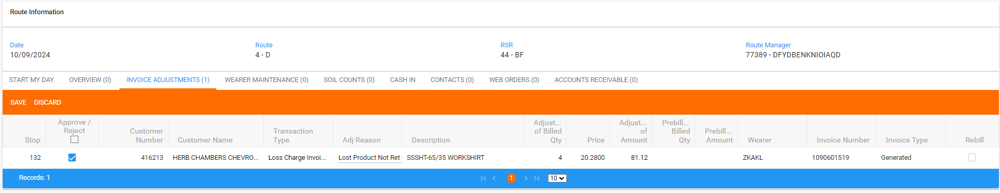 Route Information
Date
10/09/2024
Route
4 - D
RSR
44 - BF
Route Manager
77389 - DFYDBENKNIOIAQD
START MY DAY OVERVIEW (0) INVOICE ADJUSTMENTS (1) WEARER MAINTENANCE (0) SOIL COUNTS (0) CASH IN CONTACTS (0) WEB ORDERS (0) ACCOUNTS RECEIVABLE (0)
SAVE DISCARD
Stop
Approve /
Reject
Customer
Number
Customer Name
Transaction
Type
Adj Reason
Description
Adjust...
of Billed
Qty
Price
Adjust...
of
Amount
Prebill...
Billed
Qty
Prebill...
Amount
Wearer
Invoice Number
Invoice Type
Rebill
132 416213 HERB CHAMBERS CHEVRO... Loss Charge Invoi... Lost Product Not Ret SSSHT-65/35 WORKSHIRT 4 20.2800 81.12 ZKAKL 1090601519 Generated
Records: 1 1 10